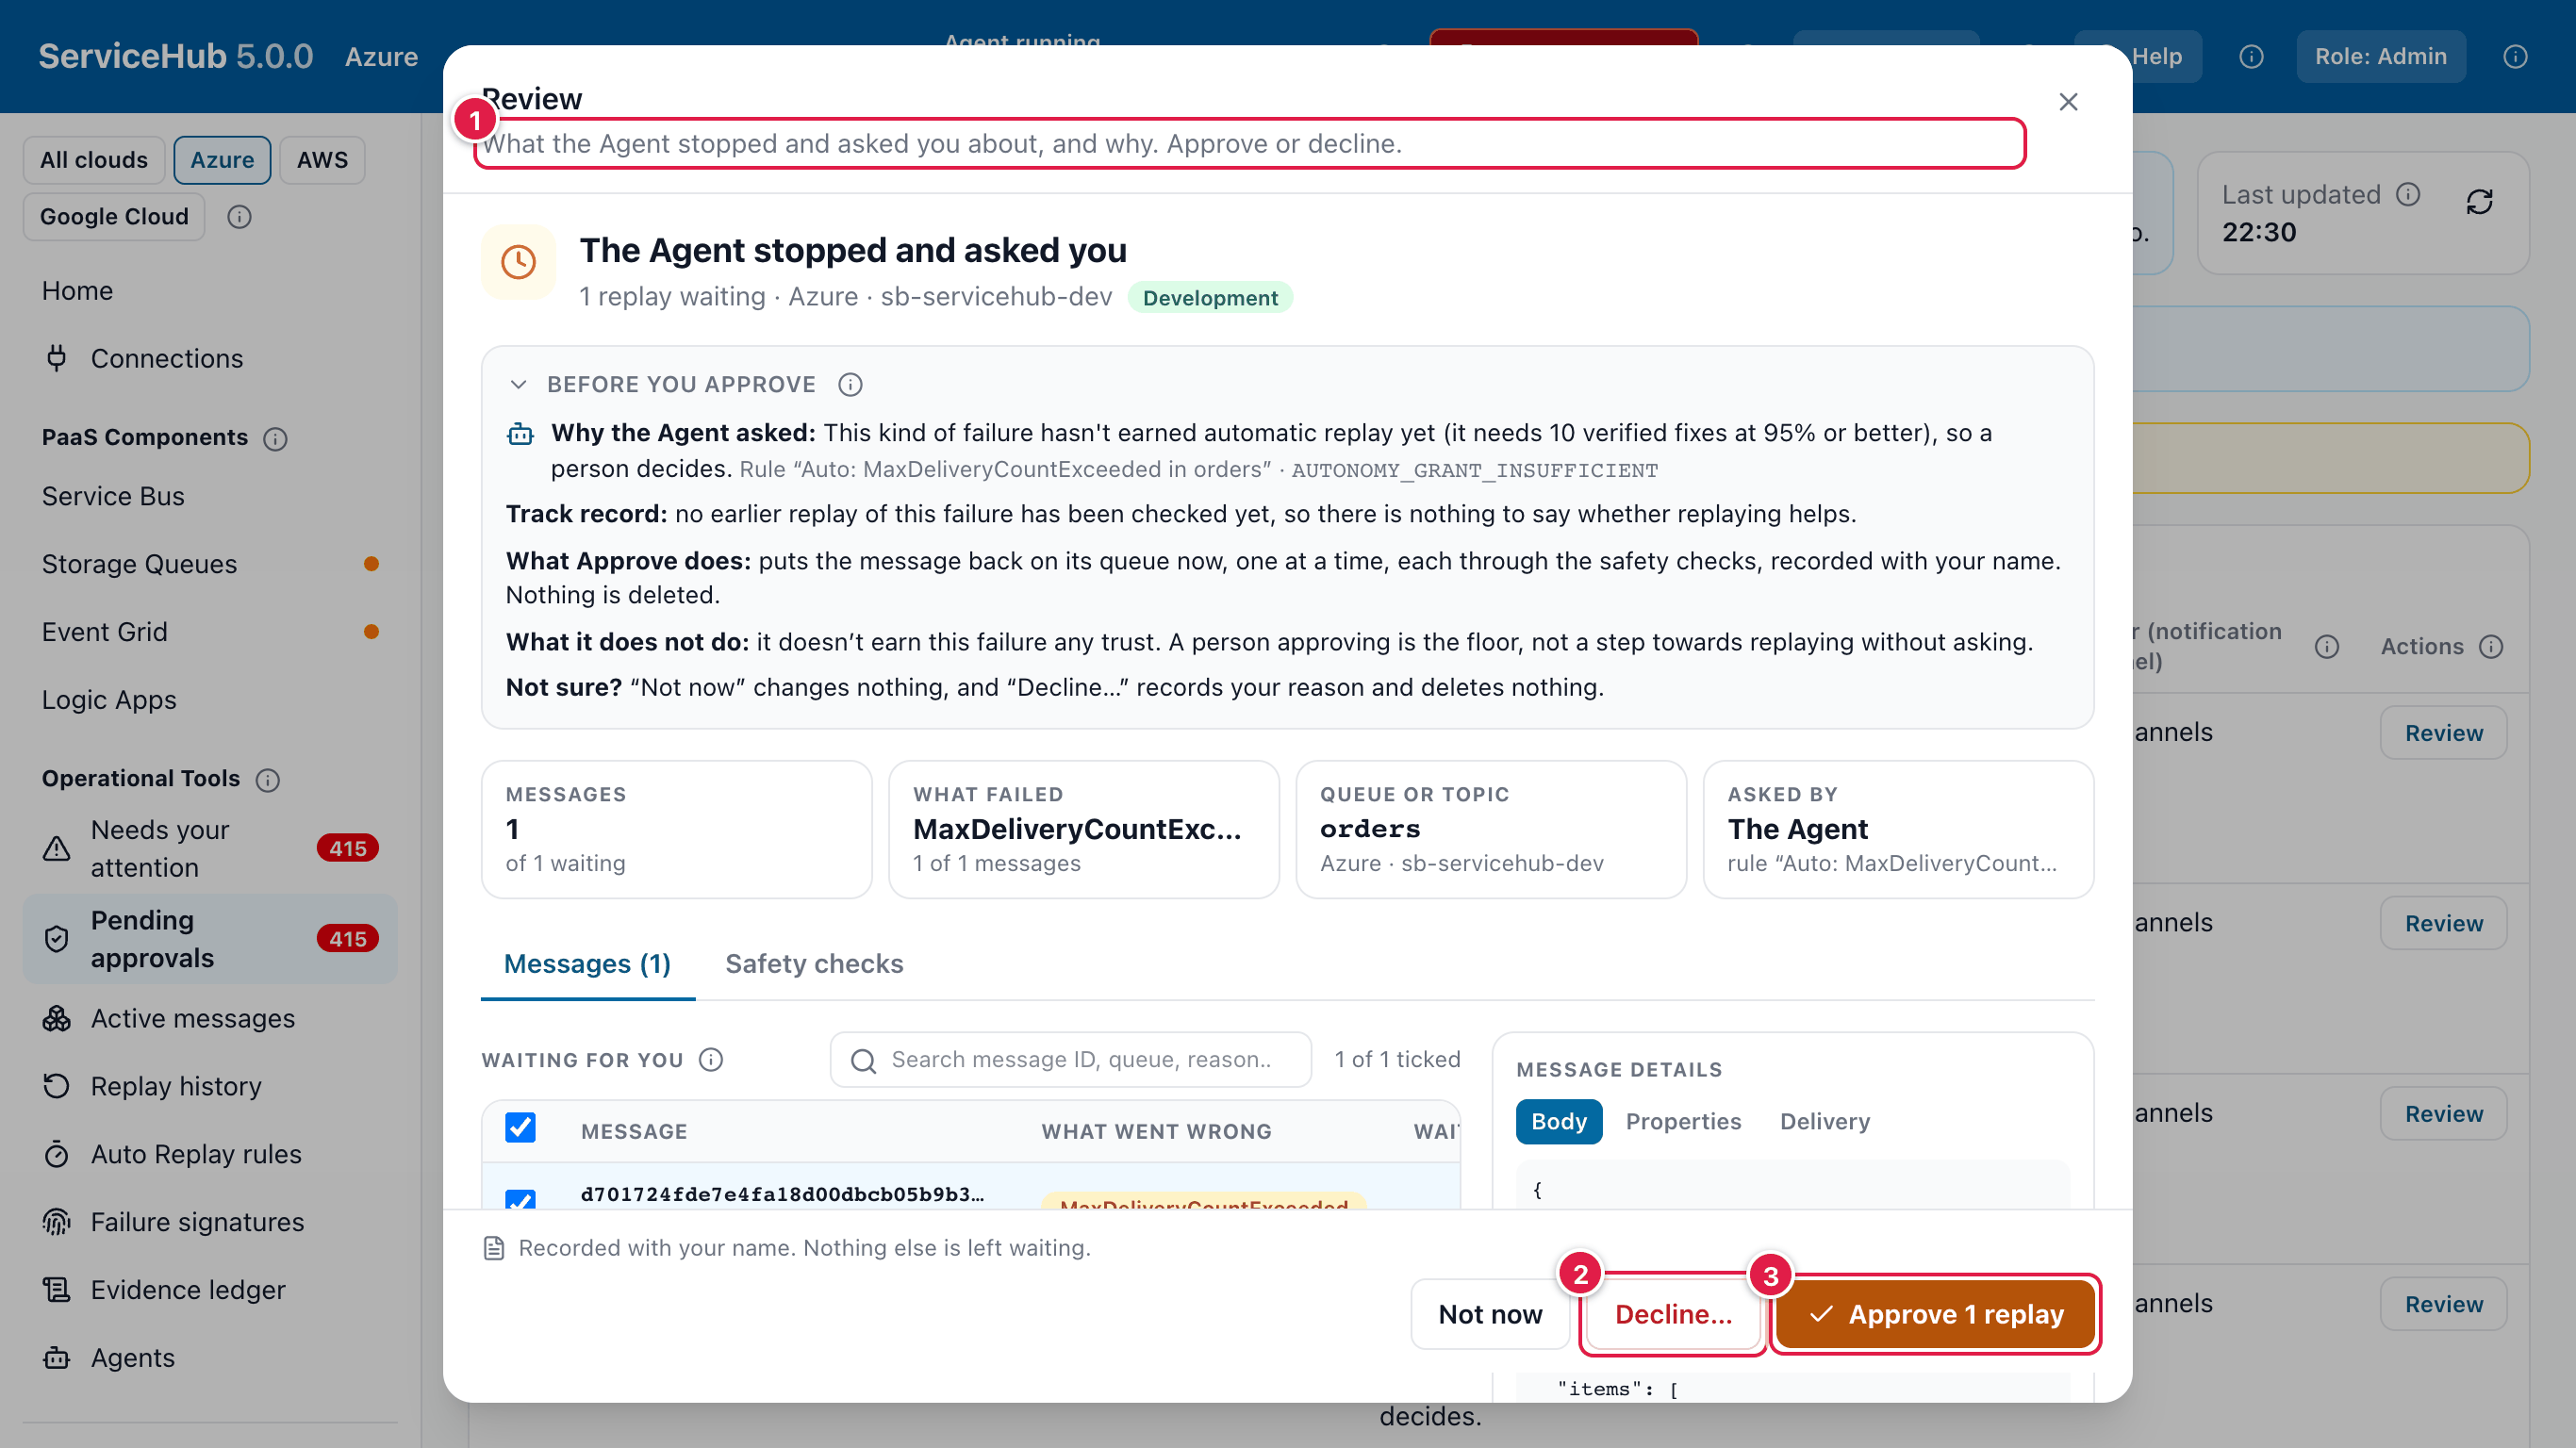 ServiceHub 5.0.0 Azure
Agent running
Help
Role: Admin
All clouds
Azure
AWS
Google Cloud
Home
Connections
PaaS Components
Service Bus
Storage Queues
Event Grid
Logic Apps
Operational Tools
Needs your
attention
415
Pending
approvals
415
Active messages
Replay history
Auto Replay rules
Failure signatures
Evidence ledger
Agents
Review
1
What the Agent stopped and asked you about, and why. Approve or decline.
The Agent stopped and asked you
1 replay waiting · Azure · sb-servicehub-dev
Development
BEFORE YOU APPROVE
Why the Agent asked: This kind of failure hasn't earned automatic replay yet (it needs 10 verified fixes at 95% or better), so a
person decides. Rule “Auto: MaxDeliveryCountExceeded in orders” · AUTONOMY_GRANT_INSUFFICIENT
Track record: no earlier replay of this failure has been checked yet, so there is nothing to say whether replaying helps.
What Approve does: puts the message back on its queue now, one at a time, each through the safety checks, recorded with your name.
Nothing is deleted.
What it does not do: it doesn’t earn this failure any trust. A person approving is the floor, not a step towards replaying without asking.
Not sure? “Not now” changes nothing, and “Decline…” records your reason and deletes nothing.
MESSAGES
1
of 1 waiting
WHAT FAILED
MaxDeliveryCountExc...
1 of 1 messages
QUEUE OR TOPIC
orders
Azure · sb-servicehub-dev
ASKED BY
The Agent
rule “Auto: MaxDeliveryCount...
Messages (1)
Safety checks
WAITING FOR YOU
Search message ID, queue, reason..
1 of 1 ticked
MESSAGE
WHAT WENT WRONG
WAI
d701724fde7e4fa18d00dbcb05b9b3…
MaxDeliveryCountExceeded
MESSAGE DETAILS
Body
Properties
Delivery
{
Recorded with your name. Nothing else is left waiting.
Not now
2
Decline...
3
Approve 1 replay
"items": [
decides.
Last updated
22:30
o.
r (notification
el)
Actions
annels
Review
annels
Review
annels
Review
annels
Review